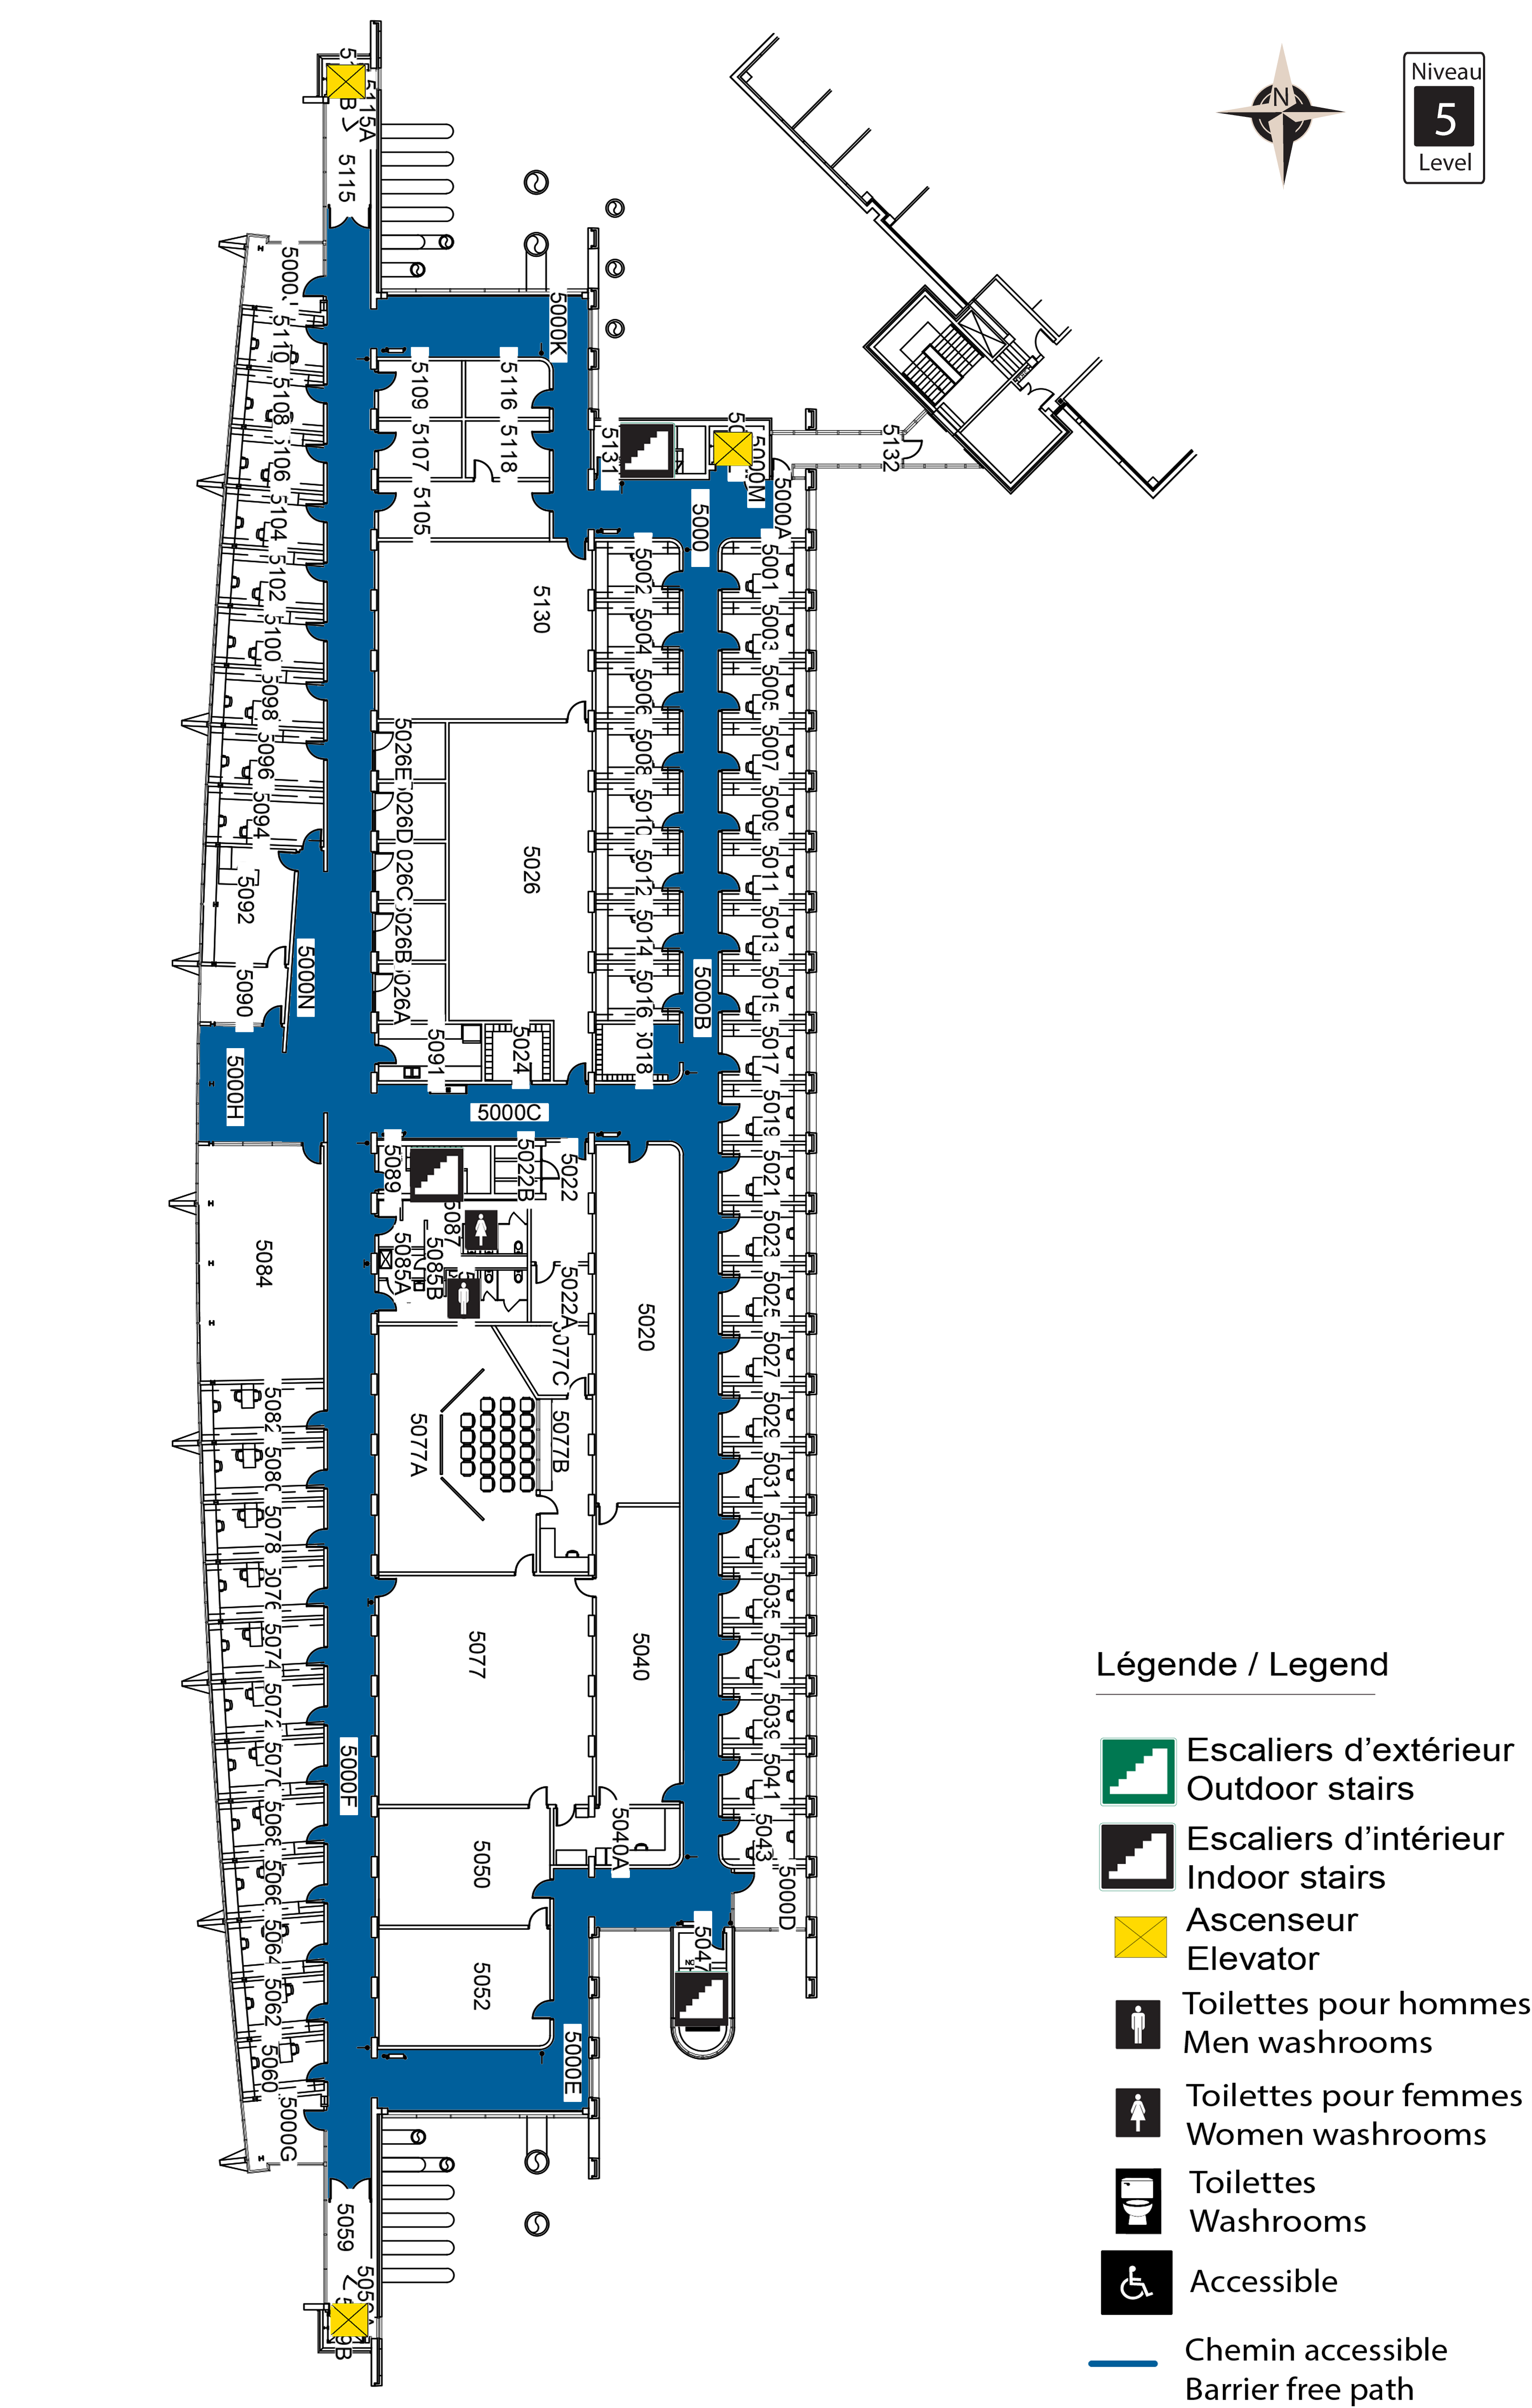 Niveau
5
Level
N
5115A
5115
5000K
5110
5109
5116
5108
5107
5118
5131
5132
5106
5105
5000M
5000A
5000
5104
5102
5130
5002
5001
5100
5004
5003
5098
5006
5005
5096
5026E
5008
5007
5094
5026D
5010
5009
5092
5026C
5026
5012
5011
5026B
5014
5013
5090
5000N
5026A
5016
5015
5000B
5000H
5091
5024
5018
5017
5000C
5019
5089
5022B
5022
5021
5087
5023
5084
5085A
5085B
5022A
5025
5020
5077C
5027
5082
5077A
5077B
5029
5080
5031
5078
5033
5076
5035
5074
5077
5040
5037
5072
5039
5070
5000F
5041
5068
5050
5040A
5043
5066
5000D
5064
5047
5062
5052
5060
5000E
5000G
5059
Légende / Legend
Escaliers d'extérieur
Outdoor stairs
Escaliers d'intérieur
Indoor stairs
Ascenseur
Elevator
Toilettes pour hommes
Men washrooms
Toilettes pour femmes
Women washrooms
Toilettes
Washrooms
Accessible
Chemin accessible
Barrier free path